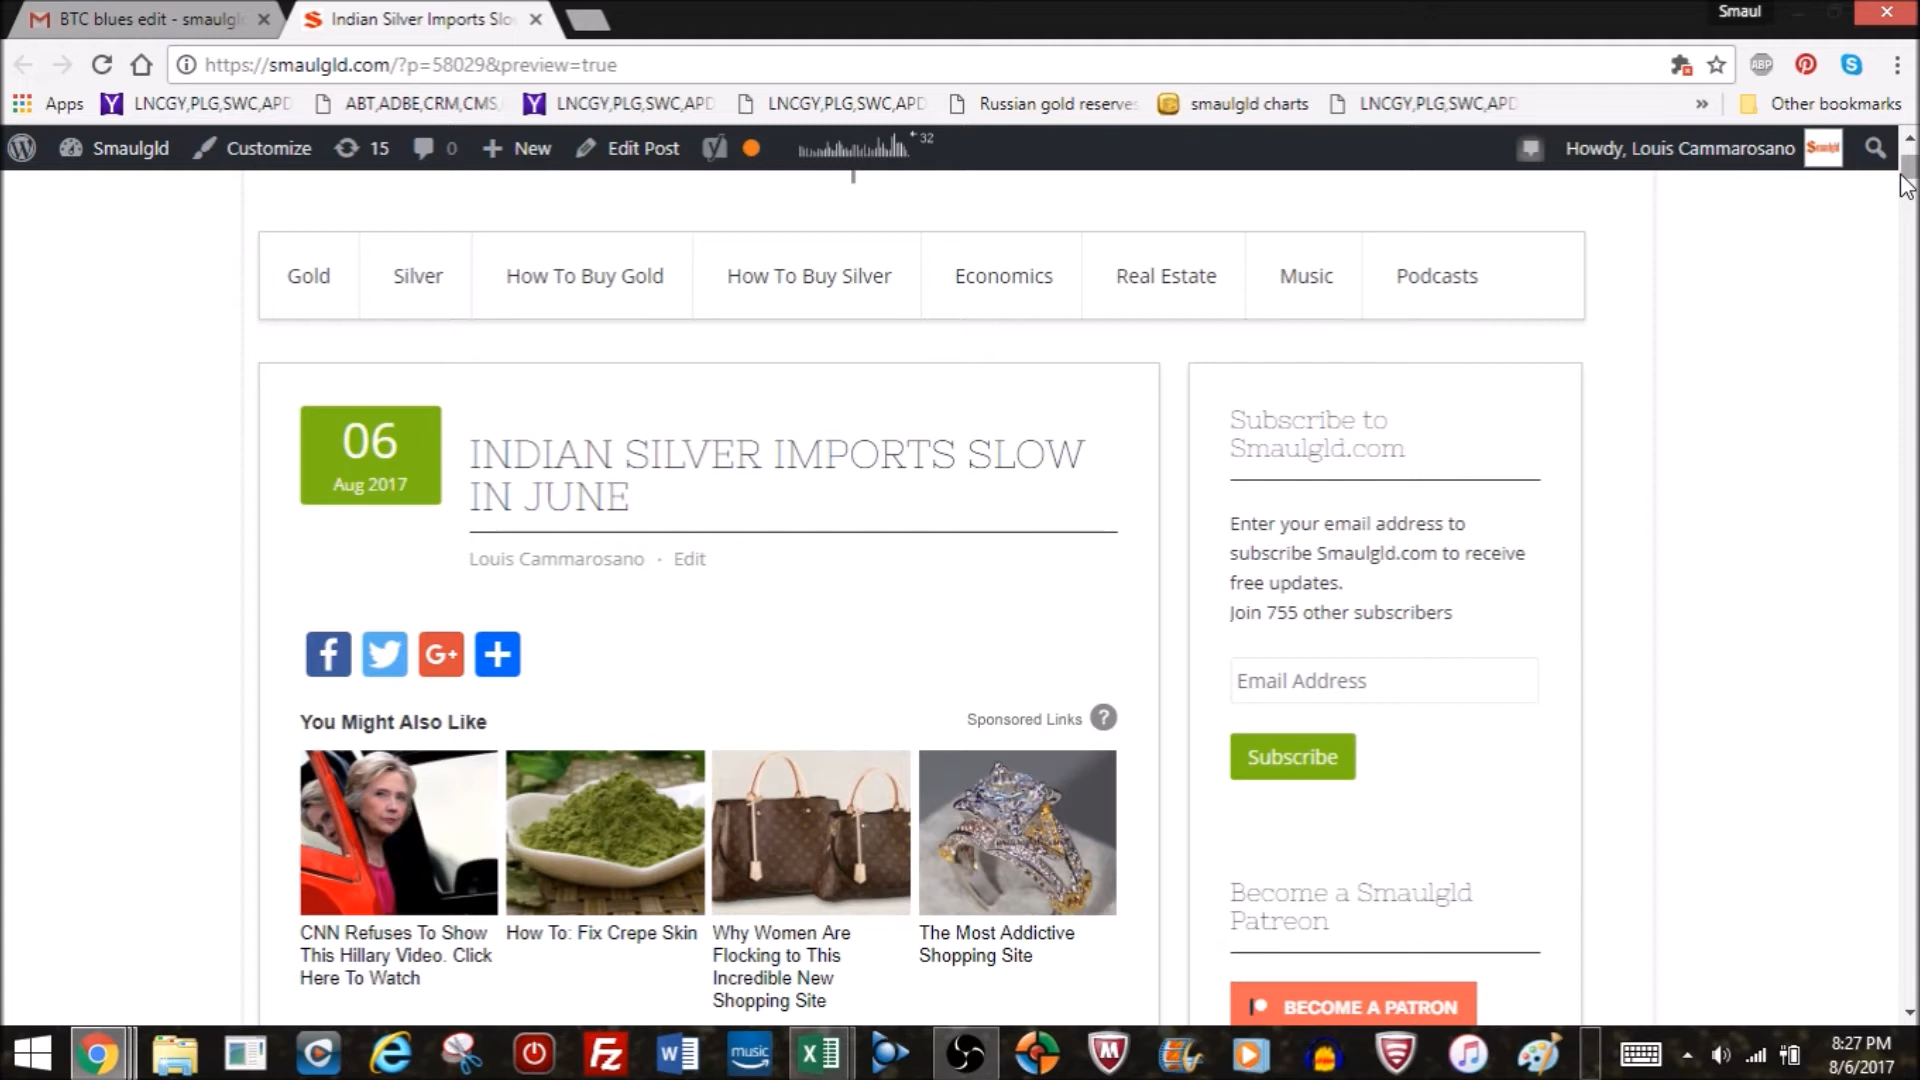 BTC blues edit - smaulgl
Indian Silver Imports Slo
Smaul
https://smaulgld.com/?p=58029&preview=true
ABP
Apps
LNCGY,PLG,SWC,APD
ABT,ADBE,CRM,CMS,
LNCGY,PLG,SWC,APD
LNCGY,PLG,SWC,APD
Russian gold reserves
smaulgld charts
LNCGY,PLG,SWC,APD
»
Other bookmarks
Smaulgld
Customize
15
0
New
Edit Post
32
Howdy, Louis Cammarosano
Smaulgld
Gold
Silver
How To Buy Gold
How To Buy Silver
Economics
Real Estate
Music
Podcasts
06
Aug 2017
INDIAN SILVER IMPORTS SLOW
IN JUNE
Louis Cammarosano · Edit
G+
You Might Also Like
Sponsored Links ?
CNN Refuses To Show
This Hillary Video. Click
Here To Watch
How To: Fix Crepe Skin
Why Women Are
Flocking to This
Incredible New
Shopping Site
The Most Addictive
Shopping Site
Subscribe to
Smaulgld.com
Enter your email address to
subscribe Smaulgld.com to receive
free updates.
Join 755 other subscribers
Email Address
Subscribe
Become a Smaulgld
Patreon
BECOME A PATRON
music
8:27 PM
8/6/2017